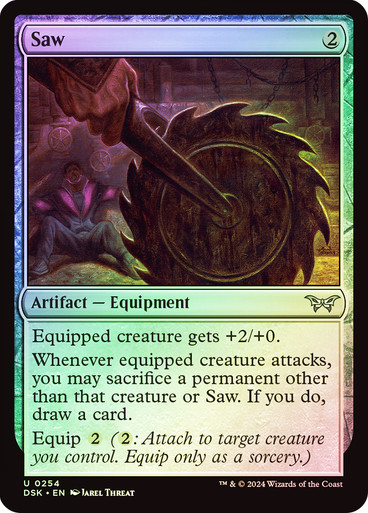 Saw 2
Artifact — Equipment
Equipped creature gets +2/+0.
Whenever equipped creature attacks,
you may sacrifice a permanent other
than that creature or Saw. If you do,
draw a card.
Equip 2 (2: Attach to target creature
you control. Equip only as a sorcery.)
U 0254
DSK • EN JAREL THREAT
™ & © 2024 Wizards of the Coast